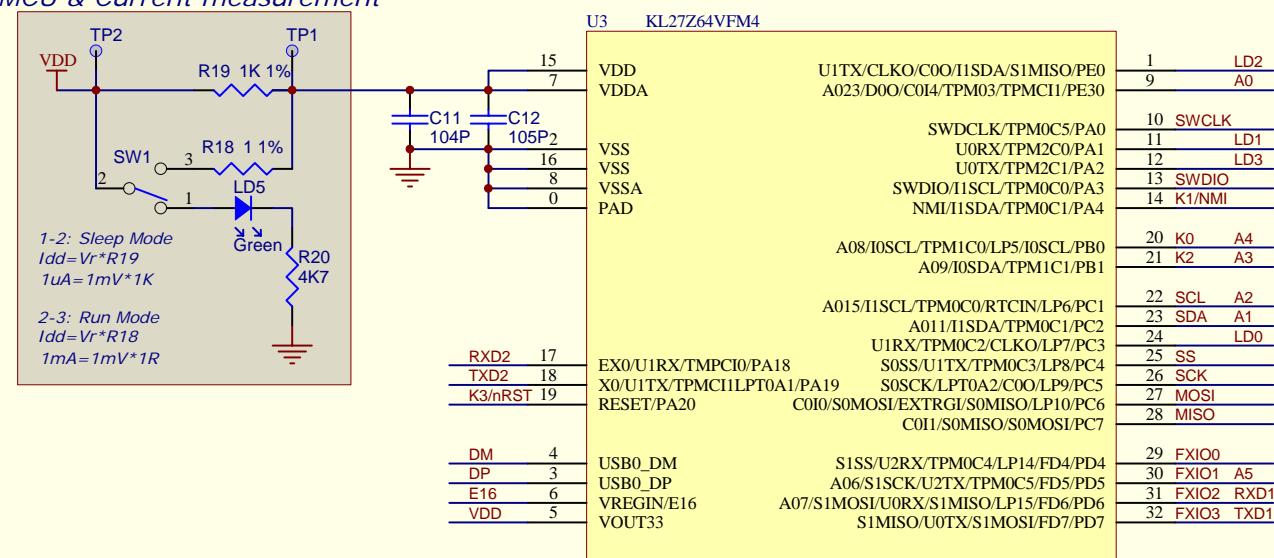 MCU & Current measurement
U3 KL27Z64VFM4
TP2 TP1
VDD
R19 1K 1%
C11 104P
C12 105P
R18 1 1%
SW1
3
2
1
LD5
Green
R20
4K7
1-2: Sleep Mode
Idd=Vr*R19
1uA=1mV*1K
2-3: Run Mode
Idd=Vr*R18
1mA=1mV*1R
15 VDD
7 VDDA
2 VSS
16 VSS
8 VSSA
0 PAD
RXD2 17 EX0/U1RX/TMPCI0/PA18
TXD2 18 X0/U1TX/TPMCI1LPT0A1/PA19
K3/nRST 19 RESET/PA20
DM 4 USB0_DM
DP 3 USB0_DP
E16 6 VREGIN/E16
VDD 5 VOUT33
U1TX/CLKO/C0O/I1SDA/S1MISO/PE0 1 LD2
A023/D0O/C0I4/TPM03/TPMCI1/PE30 9 A0
SWDCLK/TPM0C5/PA0 10 SWCLK
U0RX/TPM2C0/PA1 11 LD1
U0TX/TPM2C1/PA2 12 LD3
SWDIO/I1SCL/TPM0C0/PA3 13 SWDIO
NMI/I1SDA/TPM0C1/PA4 14 K1/NMI
A08/I0SCL/TPM1C0/LP5/I0SCL/PB0 20 K0 A4
A09/I0SDA/TPM1C1/PB1 21 K2 A3
A015/I1SCL/TPM0C0/RTCIN/LP6/PC1 22 SCL A2
A011/I1SDA/TPM0C1/PC2 23 SDA A1
U1RX/TPM0C2/CLKO/LP7/PC3 24 LD0
S0SS/U1TX/TPM0C3/LP8/PC4 25 SS
S0SCK/LPT0A2/C0O/LP9/PC5 26 SCK
C0I0/S0MOSI/EXTRGI/S0MISO/LP10/PC6 27 MOSI
C0I1/S0MISO/S0MOSI/PC7 28 MISO
S1SS/U2RX/TPM0C4/LP14/FD4/PD4 29 FXIO0
A06/S1SCK/U2TX/TPM0C5/FD5/PD5 30 FXIO1 A5
A07/S1MOSI/U0RX/S1MISO/LP15/FD6/PD6 31 FXIO2 RXD1
S1MISO/U0TX/S1MOSI/FD7/PD7 32 FXIO3 TXD1